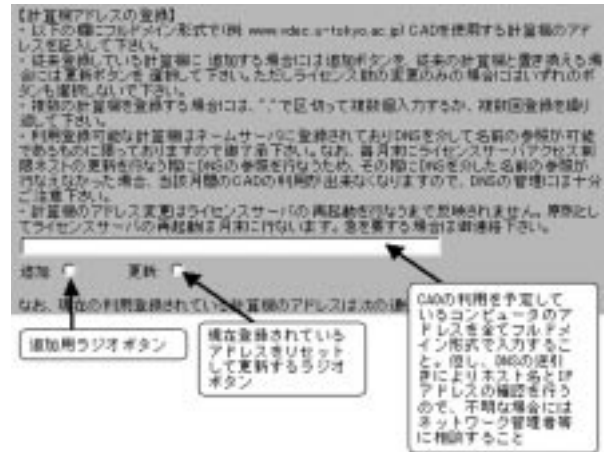 【計算機アドレスの登録】
・以下の欄にフルドメイン形式で(例 www.vdec.u-tokyo.ac.jp) CADを使用する計算機のアド
レスを記入して下さい。
・従来登録している計算機に 追加する場合には追加ボタンを、従来の計算機と置き換える場
合には更新ボタンを 選択して下さい。ただしライセンス数の変更のみの場合にはいずれのボ
タンも選択しないで下さい。
・複数の計算機を登録する場合には、","で区切って複数個入力するか、複数回登録を繰り
返して下さい。
・利用登録可能な計算機はネームサーバに登録されておりDNSを介して名前の参照が可能
であるものに限っておりますので御了承下さい。なお、毎月末にライセンスサーバアクセス制
限ホストの更新を行なう際にDNSの参照を行なうため、その際にDNSを介した名前の参照が
行なえなかった場合、当該月間のCADの利用が出来なくなりますので、DNSの管理には十分
ご注意下さい。
・計算機のアドレス変更はライセンスサーバの再起動を行なうまで反映されません。原則とし
てライセンスサーバの再起動は月末に行ないます。急を要する場合は御連絡下さい。
追加 更新
なお、現在の利用登録されている計算機のアドレスは次の通
追加用ラジオボタン
現在登録されている
アドレスをリセット
して更新するラジオ
ボタン
CADの利用を予定して
いるコンピュータのア
ドレスを全てフルドメ
イン形式で入力するこ
と。但し、DNSの逆引
きによりホスト名とIP
アドレスの確認を行う
ので、不明な場合には
ネットワーク管理者等
に相談すること